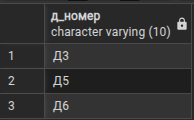 д_номер
character varying (10)
1 Д3
2 Д5
3 Д6